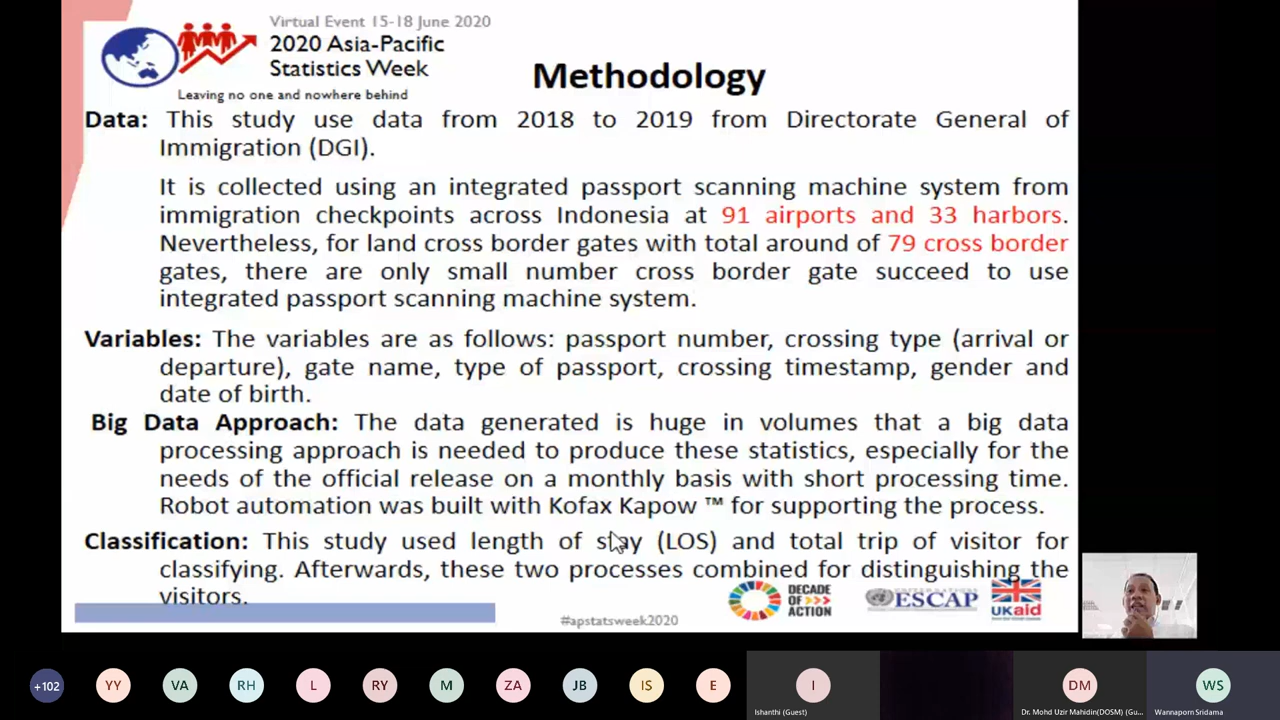 Virtual Event 15-18 June 2020
2020 Asia-Pacific
Statistics Week
Leaving no one and nowhere behind
Methodology
Data: This study use data from 2018 to 2019 from Directorate General of
Immigration (DGI).
It is collected using an integrated passport scanning machine system from
immigration checkpoints across Indonesia at 91 airports and 33 harbors.
Nevertheless, for land cross border gates with total around of 79 cross border
gates, there are only small number cross border gate succeed to use
integrated passport scanning machine system.
Variables: The variables are as follows: passport number, crossing type (arrival or
departure), gate name, type of passport, crossing timestamp, gender and
date of birth.
Big Data Approach: The data generated is huge in volumes that a big data
processing approach is needed to produce these statistics, especially for the
needs of the official release on a monthly basis with short processing time.
Robot automation was built with Kofax Kapow ™ for supporting the process.
Classification: This study used length of stay (LOS) and total trip of visitor for
classifying. Afterwards, these two processes combined for distinguishing the
visitors.
DECADE
OF >>>
ACTION
ESCAP
UKaid
#apstatsweek2020
+102
YY
VA
RH
L
RY
M
ZA
JB
IS
E
I
DM
WS
Ishanthi (Guest)
Dr. Mohd Uzir Mahidin(DOSM) (Gu...
Wannaporn Sridama